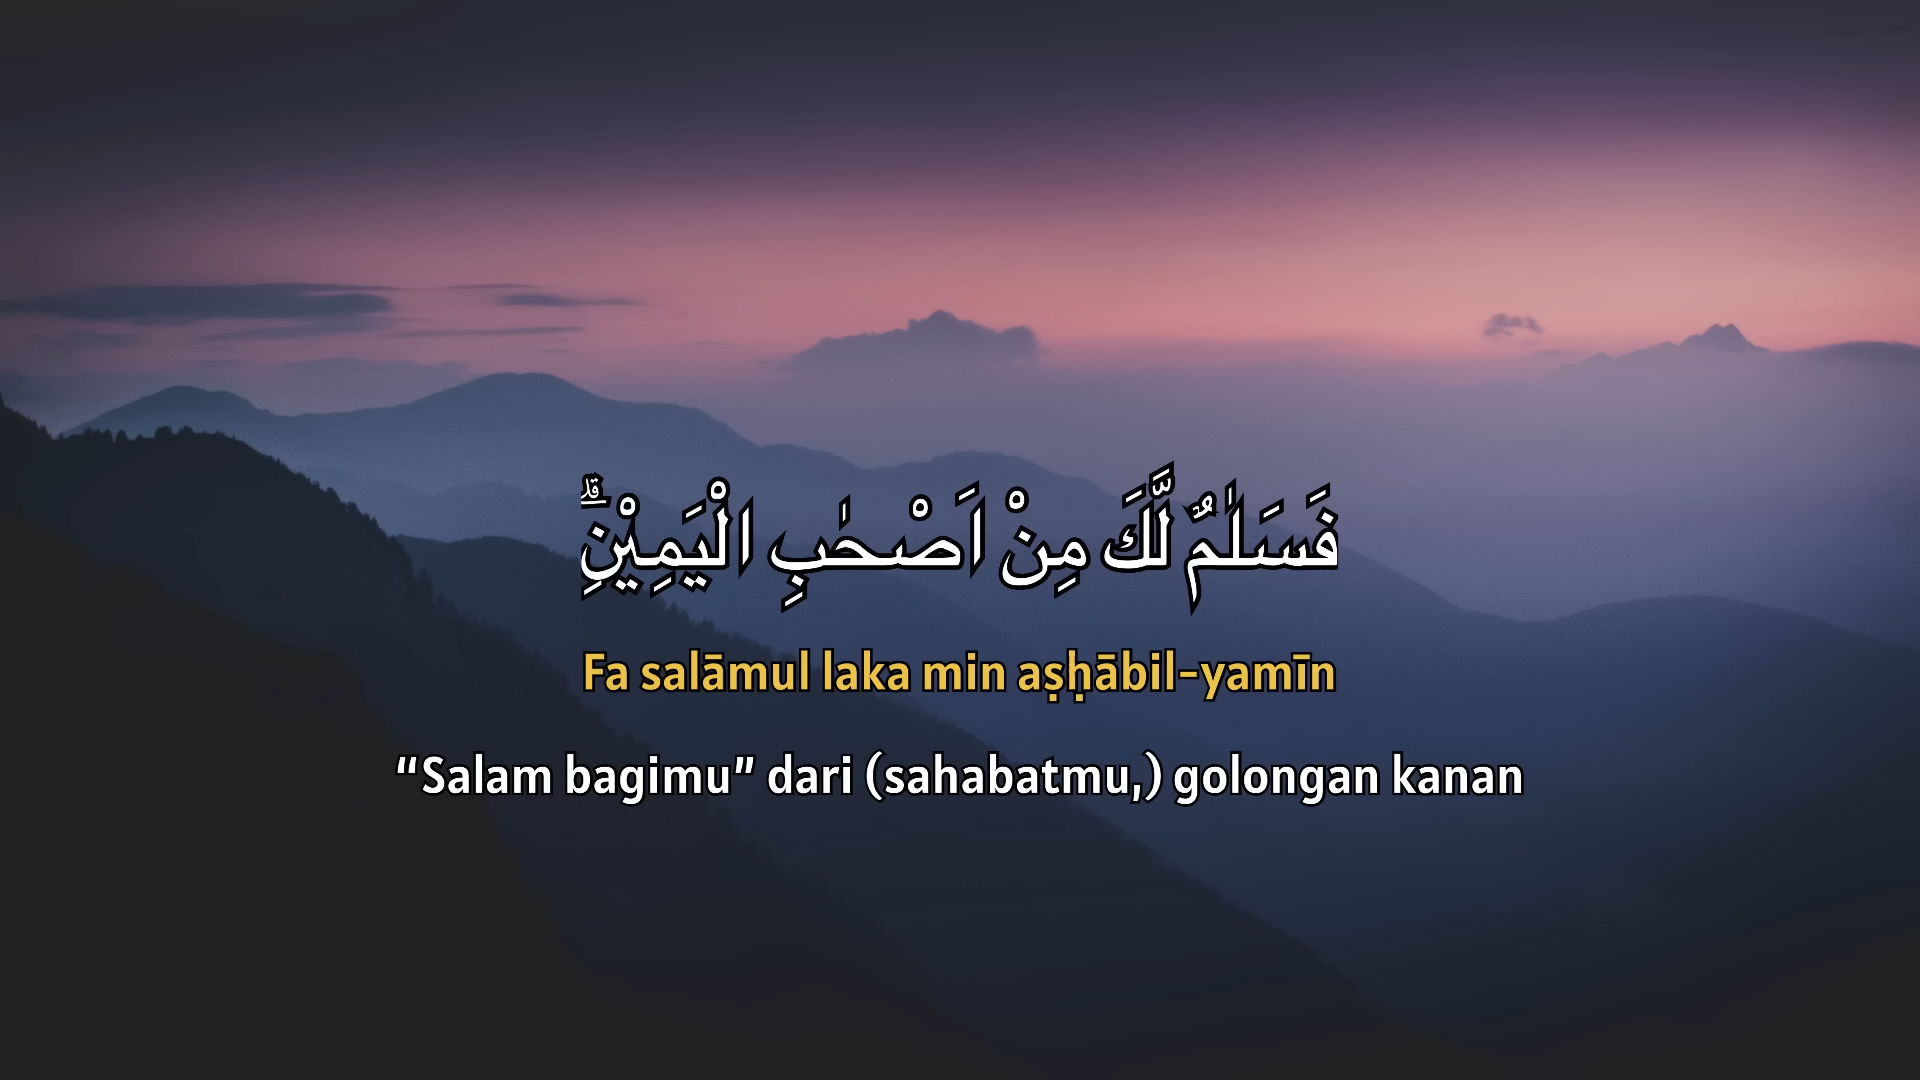 فَسَلٰمٌ لَّكَ مِنْ اَصْحٰبِ الْيَمِيْنِۗ
Fa salāmul laka min aṣḥābil-yamīn
“Salam bagimu” dari (sahabatmu,) golongan kanan